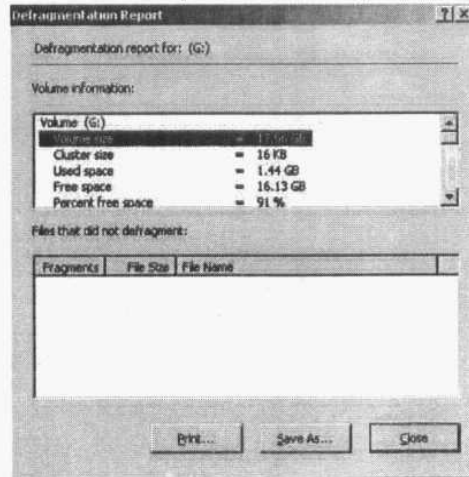 Defragmentation Report
Defragmentation report for: (G:)
Volume information:
Volume (G:)
Volume size =
Cluster size = 16 KB
Used space = 1.44 GB
Free space = 16.13 GB
Percent free space = 91 %
Files that did not defragment:
Fragments File Size File Name
Print... Save As... Close